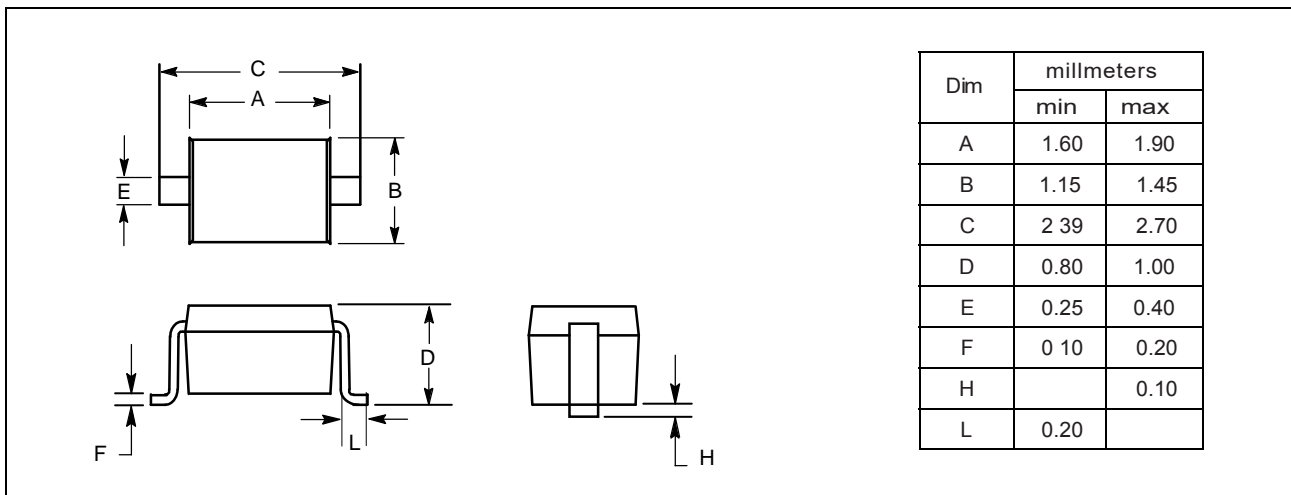 C
A
E
B
D
F
L
H
Dim millmeters
min max
A 1.60 1.90
B 1.15 1.45
C 2 39 2.70
D 0.80 1.00
E 0.25 0.40
F 0 10 0.20
H 0.10
L 0.20